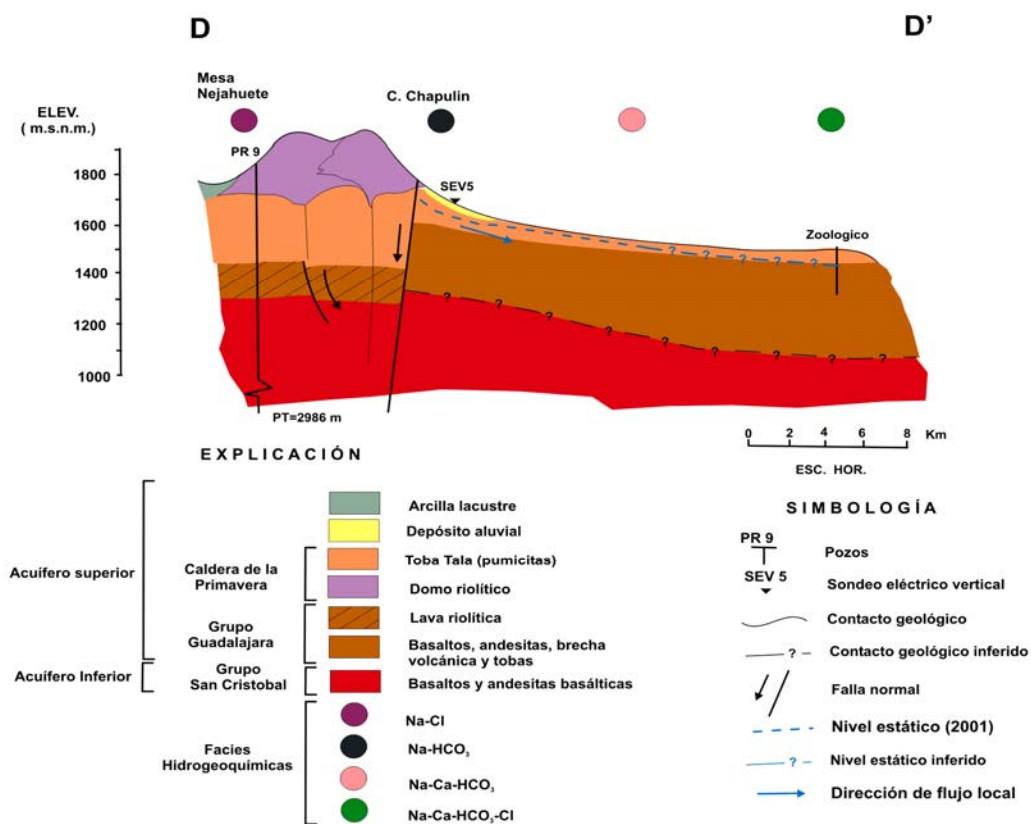 D
D'
Mesa
Nejahuete
C. Chapulin
ELEV.
( m.s.n.m.)
PR 9
SEV5
Zoologico
1800
1600
1400
1200
1000
? ? ? ? ?
? ? ? ? ? ? ? ? ?
PT=2986 m
0 2 4 6 8 Km
ESC. HOR.
EXPLICACIÓN
Acuífero superior
Acuífero Inferior
Caldera de la
Primavera
Grupo
Guadalajara
Grupo
San Cristobal
Facies
Hidrogeoquímicas
Arcilla lacustre
Depósito aluvial
Toba Tala (pumicitas)
Domo riolítico
Lava riolítica
Basaltos, andesitas, brecha
volcánica y tobas
Basaltos y andesitas basálticas
Na-Cl
Na-HCO₃
Na-Ca-HCO₃
Na-Ca-HCO₃-Cl
SIMBOLOGÍA
PR 9
Pozos
SEV 5
Sondeo eléctrico vertical
Contacto geológico
?
Contacto geológico inferido
Falla normal
Nivel estático (2001)
?
Nivel estático inferido
Dirección de flujo local